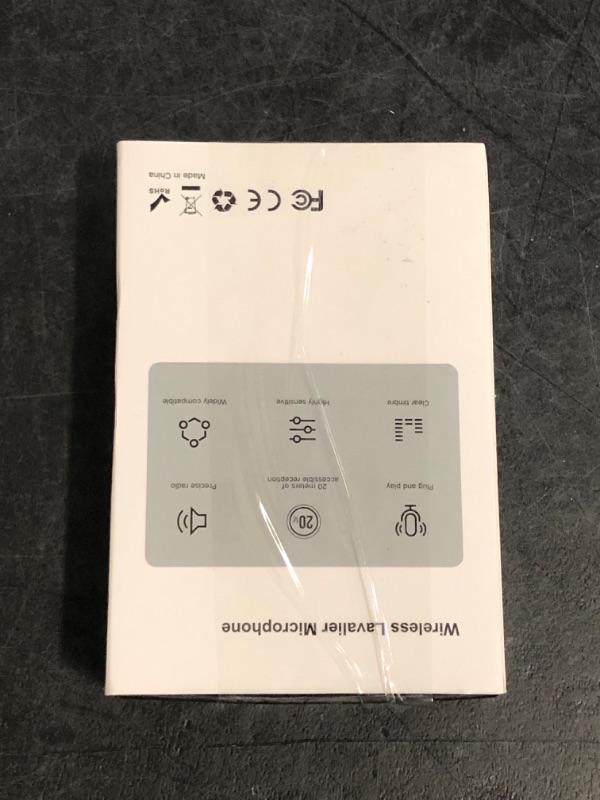 Wireless Lavalier Microphone
Plug and play
20M
20 meters of
accessible reception
Precise radio
Clear timbre
Highly sensitive
Widely compatible
FC CE RoHS
Made in China